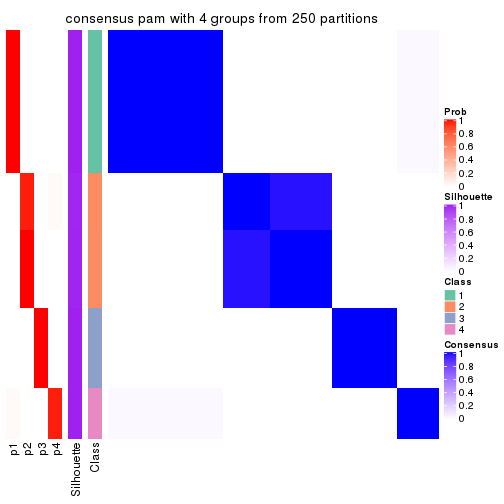 consensus pam with 4 groups from 250 partitions
Prob
1
0.8
0.6
0.4
0.2
0
Silhouette
1
0.8
0.6
0.4
0.2
0
Class
1
2
3
4
Consensus
1
0.8
0.6
0.4
0.2
0
p1
p2
p3
p4
Silhouette
Class